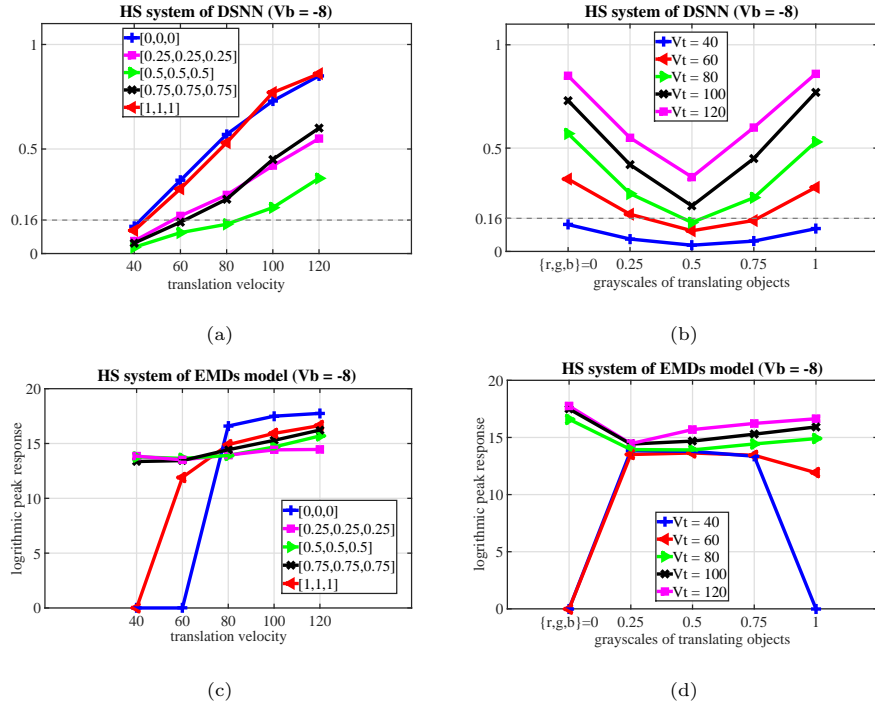 HS system of DSNN (Vb = -8)
1
0.5
0.16
0
[0,0,0]
[0.25,0.25,0.25]
[0.5,0.5,0.5]
[0.75,0.75,0.75]
[1,1,1]
40 60 80 100 120
translation velocity
(a)
HS system of DSNN (Vb = -8)
1
0.5
0.16
0
Vt = 40
Vt = 60
Vt = 80
Vt = 100
Vt = 120
{r,g,b}=0 0.25 0.5 0.75 1
grayscales of translating objects
(b)
HS system of EMDs model (Vb = -8)
logrithmic peak response
20
15
10
5
0
[0,0,0]
[0.25,0.25,0.25]
[0.5,0.5,0.5]
[0.75,0.75,0.75]
[1,1,1]
40 60 80 100 120
translation velocity
(c)
HS system of EMDs model (Vb = -8)
logrithmic peak response
20
15
10
5
0
Vt = 40
Vt = 60
Vt = 80
Vt = 100
Vt = 120
{r,g,b}=0 0.25 0.5 0.75 1
grayscales of translating objects
(d)